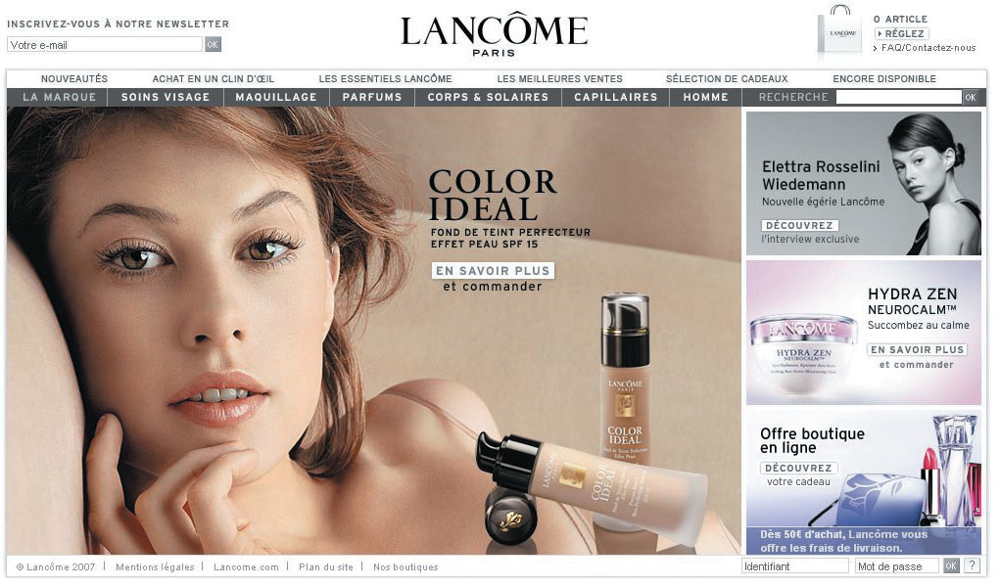 INSCRIVEZ-VOUS À NOTRE NEWSLETTER
Votre e-mail
OK
LANCÔME
PARIS
LANCÔME
0 ARTICLE
RÉGLEZ
FAQ/Contactez-nous
NOUVEAUTÉS ACHAT EN UN CLIN D'ŒIL LES ESSENTIELS LANCÔME LES MEILLEURES VENTES SÉLECTION DE CADEAUX ENCORE DISPONIBLE
LA MARQUE SOINS VISAGE MAQUILLAGE PARFUMS CORPS & SOLAIRES CAPILLAIRES HOMME RECHERCHE OK
COLOR
IDEAL
FOND DE TEINT PERFECTEUR
EFFET PEAU SPF 15
EN SAVOIR PLUS
et commander
LANCÔME
PARIS
COLOR
IDEAL
LANCÔME
PARIS
COLOR
IDEAL
Elettra Rosselini
Wiedemann
Nouvelle égérie Lancôme
DÉCOUVREZ
l'interview exclusive
HYDRA ZEN
NEUROCALM™
Succombez au calme
EN SAVOIR PLUS
et commander
LANCÔME
HYDRA ZEN
NEUROCALM™
Offre boutique
en ligne
DÉCOUVREZ
votre cadeau
Dès 50€ d'achat, Lancôme vous
offre les frais de livraison.
© Lancôme 2007 | Mentions légales | Lancome.com | Plan du site | Nos boutiques
Identifiant Mot de passe OK ?